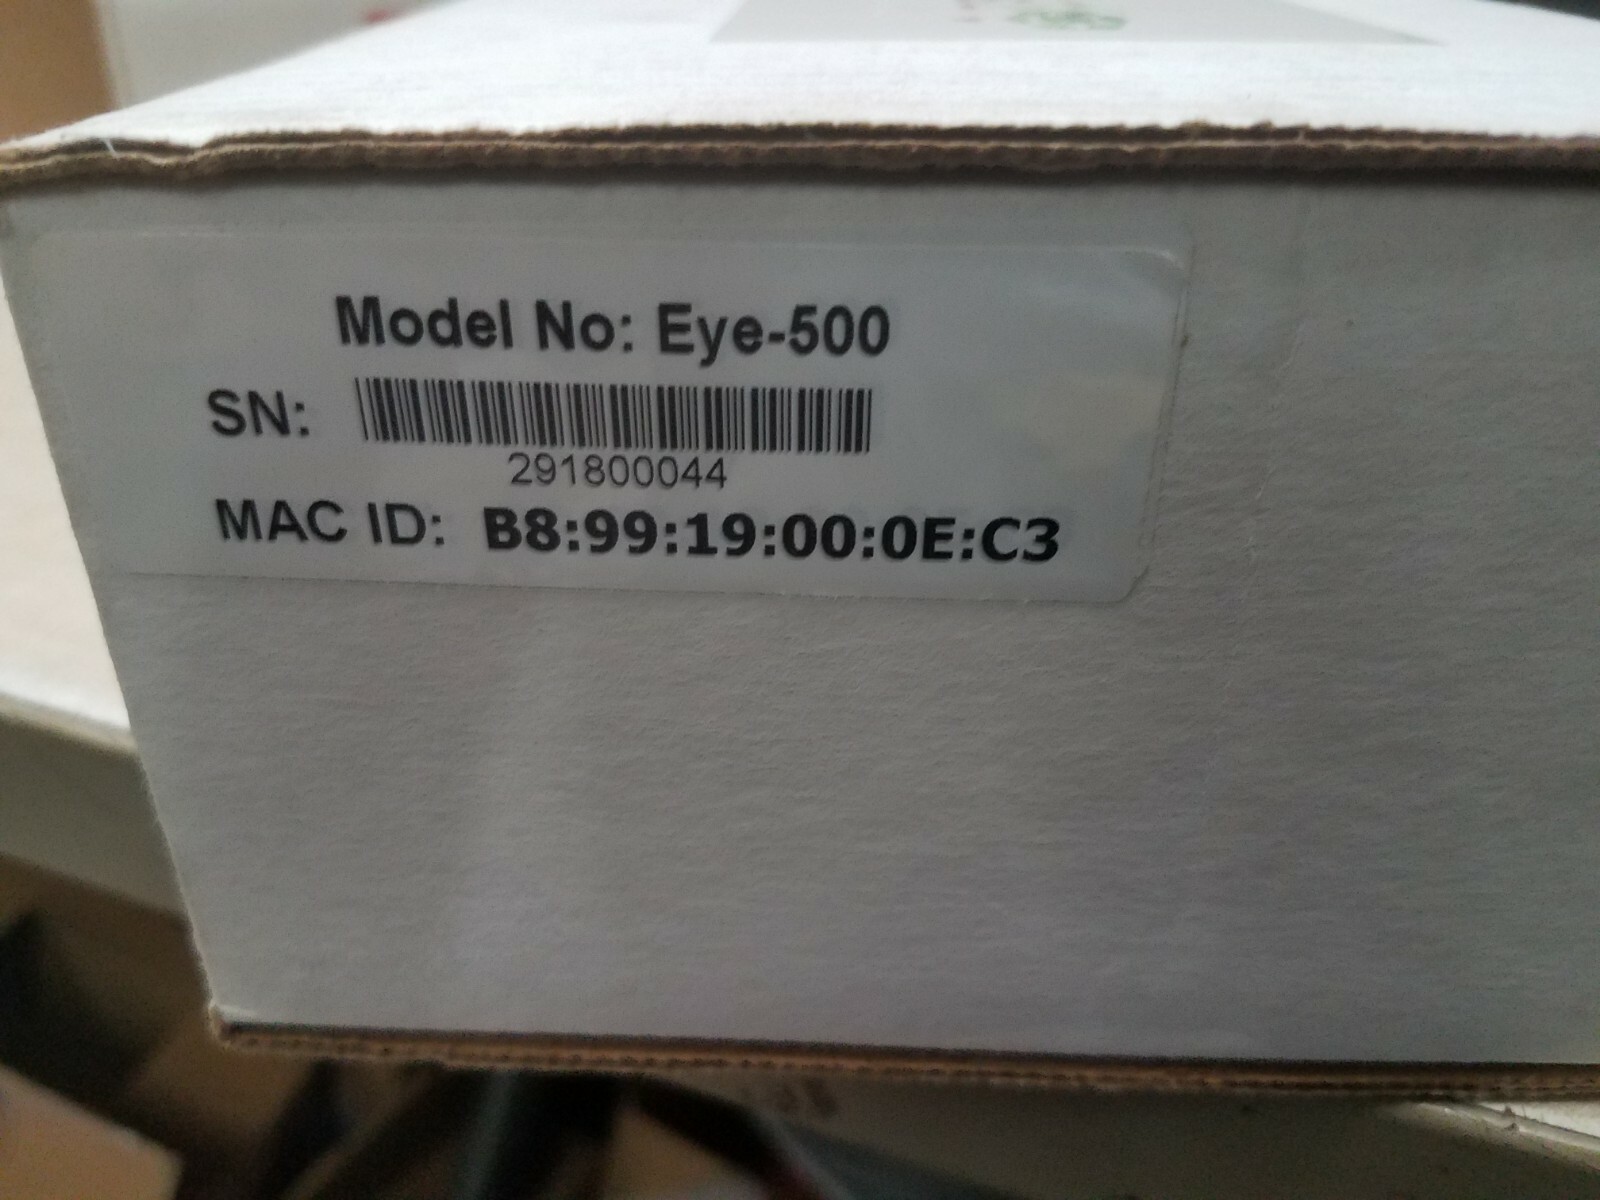 Model No: Eye-500
SN:
291800044
MAC ID: B8:99:19:00:0E:C3